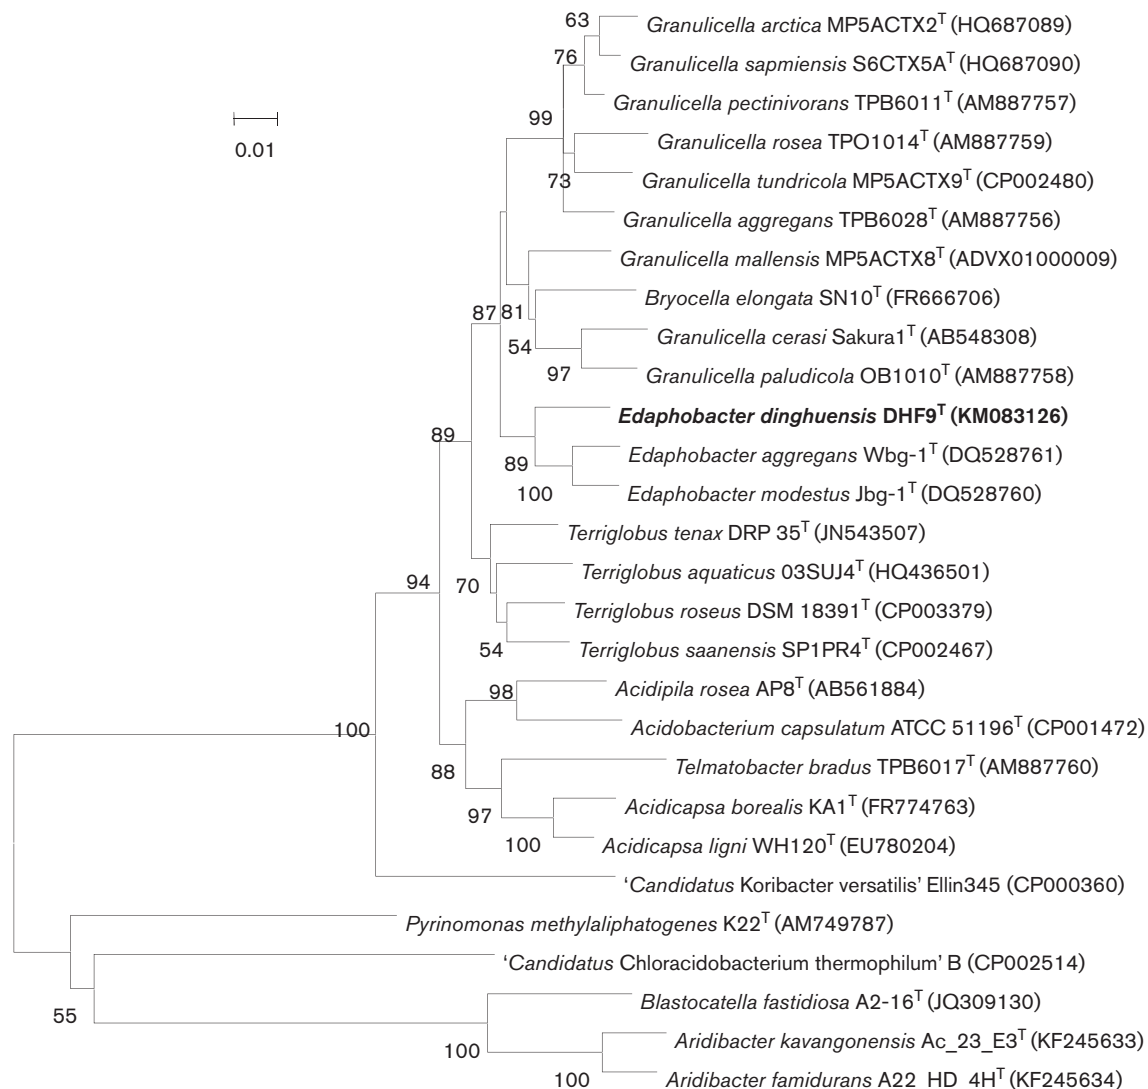 63
Granulicella arctica MP5ACTX2T (HQ687089)
76
Granulicella sapmiensis S6CTX5AT (HQ687090)
Granulicella pectinivorans TPB6011T (AM887757)
99
Granulicella rosea TPO1014T (AM887759)
0.01
73
Granulicella tundricola MP5ACTX9T (CP002480)
Granulicella aggregans TPB6028T (AM887756)
Granulicella mallensis MP5ACTX8T (ADVX01000009)
Bryocella elongata SN10T (FR666706)
87 81
Granulicella cerasi Sakura1T (AB548308)
54
97
Granulicella paludicola OB1010T (AM887758)
Edaphobacter dinghuensis DHF9T (KM083126)
89
Edaphobacter aggregans Wbg-1T (DQ528761)
89
100
Edaphobacter modestus Jbg-1T (DQ528760)
Terriglobus tenax DRP 35T (JN543507)
94
70
Terriglobus aquaticus 03SUJ4T (HQ436501)
Terriglobus roseus DSM 18391T (CP003379)
54
Terriglobus saanensis SP1PR4T (CP002467)
98
Acidipila rosea AP8T (AB561884)
100
Acidobacterium capsulatum ATCC 51196T (CP001472)
88
Telmatobacter bradus TPB6017T (AM887760)
97
Acidicapsa borealis KA1T (FR774763)
100
Acidicapsa ligni WH120T (EU780204)
‘Candidatus Koribacter versatilis’ Ellin345 (CP000360)
Pyrinomonas methylaliphatogenes K22T (AM749787)
‘Candidatus Chloracidobacterium thermophilum’ B (CP002514)
55
Blastocatella fastidiosa A2-16T (JQ309130)
100
Aridibacter kavangonensis Ac_23_E3T (KF245633)
100
Aridibacter famidurans A22_HD_4HT (KF245634)